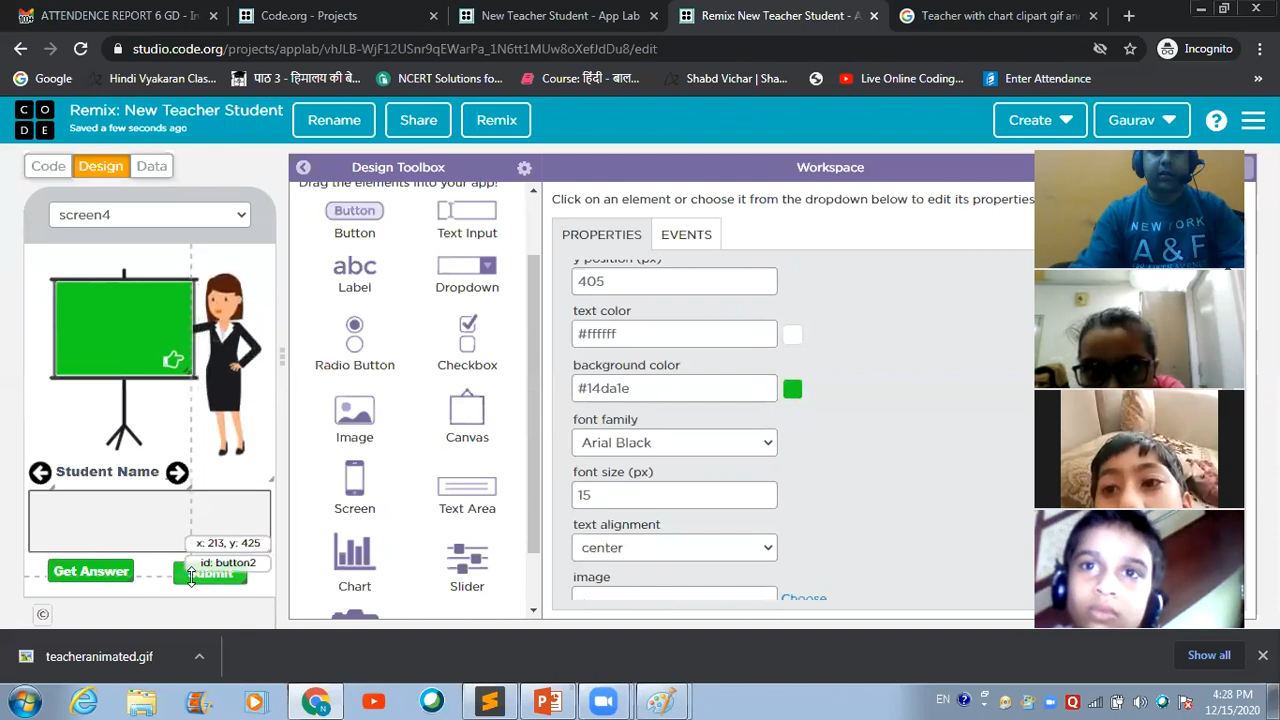 ATTENDENCE REPORT 6 GD - In
Code.org - Projects
New Teacher Student - App Lab
Remix: New Teacher Student - A
Teacher with chart clipart gif an
studio.code.org/projects/applab/vhJLB-WjF12USnr9qEWarPa_1N6tt1MUw8oXefJdDu8/edit
Incognito
Google
Hindi Vyakaran Clas...
पाठ 3 - हिमालय की बे...
NCERT Solutions fo...
Course: हिंदी - बाल...
Shabd Vichar | Sha...
Live Online Coding...
Enter Attendance
»
C O
D E
Remix: New Teacher Student
Saved a few seconds ago
Rename
Share
Remix
Create
Gaurav
?
Code
Design
Data
Design Toolbox
Workspace
screen4
Drag the elements into your app!
Click on an element or choose it from the dropdown below to edit its properties
PROPERTIES
EVENTS
Button
Button
Text Input
abc
Label
Dropdown
Radio Button
Checkbox
Image
Canvas
Screen
Text Area
Chart
Slider
y position (px)
405
text color
#ffffff
background color
#14da1e
font family
Arial Black
font size (px)
15
text alignment
center
image
Choose
Student Name
x: 213, y: 425
id: button2
Get Answer
©
NEW YORK
A & F
teacheranimated.gif
Show all
EN
4:28 PM
12/15/2020